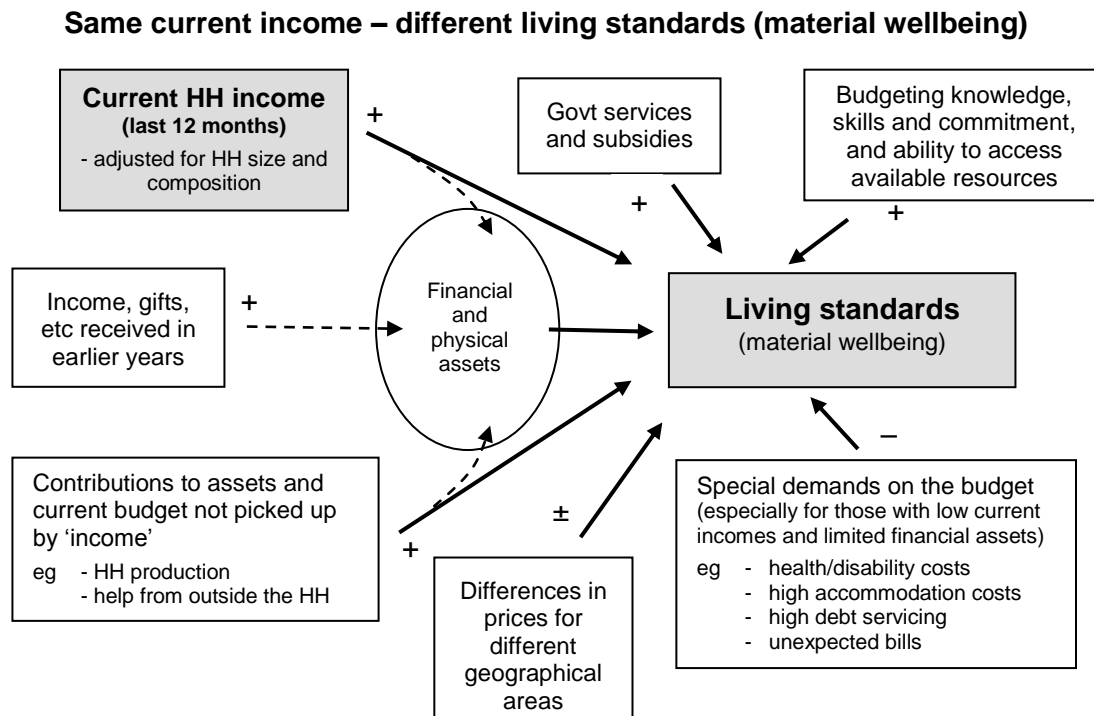 Same current income – different living standards (material wellbeing)
Current HH income
(last 12 months)
- adjusted for HH size and
composition
+
Govt services
and subsidies
+
Budgeting knowledge,
skills and commitment,
and ability to access
available resources
+
Income, gifts,
etc received in
earlier years
+
Financial
and
physical
assets
Living standards
(material wellbeing)
Contributions to assets and
current budget not picked up
by ‘income’
eg - HH production
- help from outside the HH
+
±
Differences in
prices for
different
geographical
areas
–
Special demands on the budget
(especially for those with low current
incomes and limited financial assets)
eg - health/disability costs
- high accommodation costs
- high debt servicing
- unexpected bills